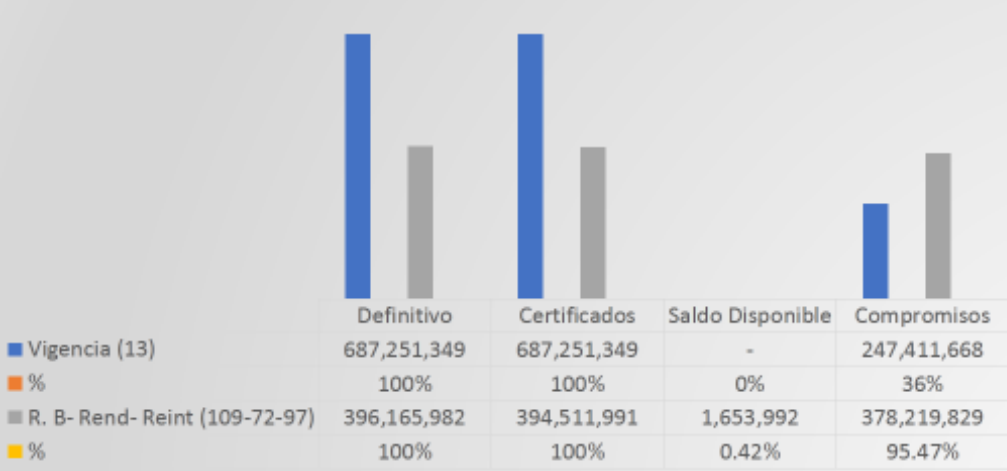 Definitivo Certificados Saldo Disponible Compromisos
Vigencia (13) 687,251,349 687,251,349 - 247,411,668
% 100% 100% 0% 36%
R. B- Rend- Reint (109-72-97) 396,165,982 394,511,991 1,653,992 378,219,829
% 100% 100% 0.42% 95.47%